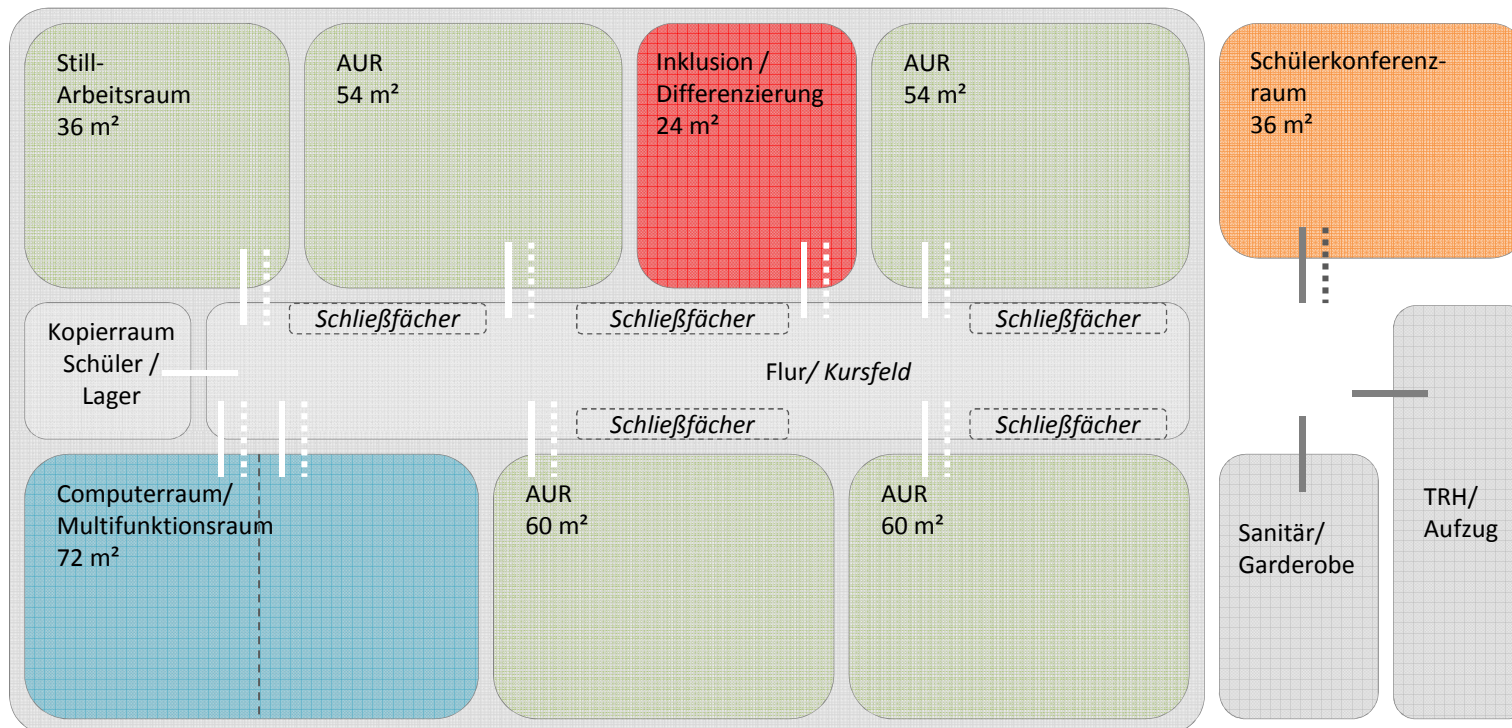 Still-
Arbeitsraum
36 m²
AUR
54 m²
Inklusion /
Differenzierung
24 m²
AUR
54 m²
Schülerkonferenz-
raum
36 m²
Schließfächer
Schließfächer
Schließfächer
Kopierraum
Schüler /
Lager
Flur/ Kursfeld
Schließfächer
Schließfächer
Computerraum/
Multifunktionsraum
72 m²
AUR
60 m²
AUR
60 m²
Sanitär/
Garderobe
TRH/
Aufzug